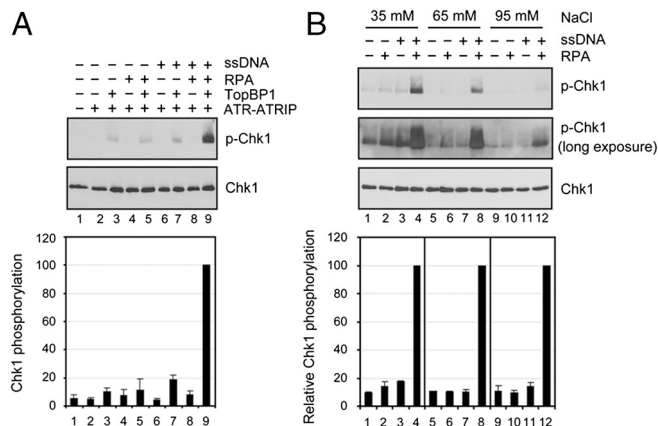 A
− − − − − + + + + ssDNA
− − − + + − − + + RPA
− − + − + − + − + TopBP1
− + + + + + + + + ATR-ATRIP
p-Chk1
Chk1
1 2 3 4 5 6 7 8 9
Chk1 phosphorylation
120
100
80
60
40
20
0
1 2 3 4 5 6 7 8 9
B
35 mM 65 mM 95 mM NaCl
− − + + − − + + − − + + ssDNA
− + − + − + − + − + − + RPA
p-Chk1
p-Chk1
(long exposure)
Chk1
1 2 3 4 5 6 7 8 9 10 11 12
Relative Chk1 phosphorylation
120
100
80
60
40
20
0
1 2 3 4 5 6 7 8 9 10 11 12